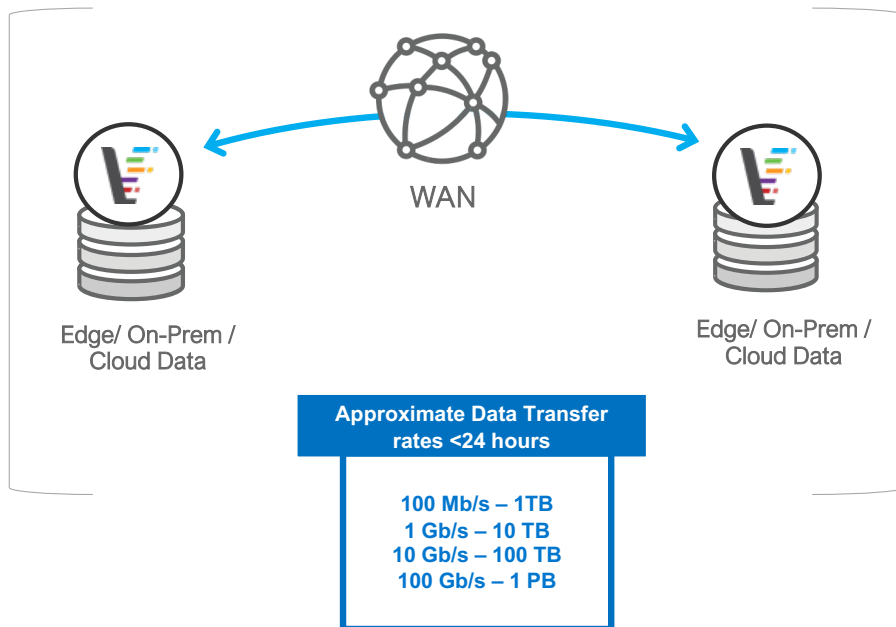 WAN
Edge/ On-Prem /
Cloud Data
Edge/ On-Prem /
Cloud Data
Approximate Data Transfer
rates <24 hours
100 Mb/s – 1TB
1 Gb/s – 10 TB
10 Gb/s – 100 TB
100 Gb/s – 1 PB